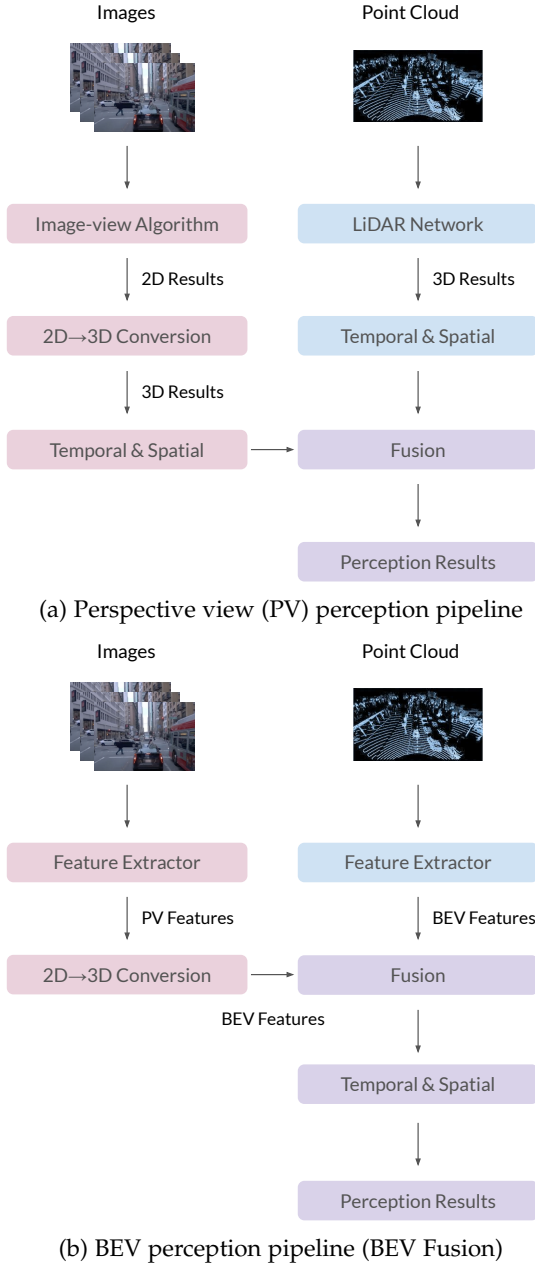 Images Point Cloud
Image-view Algorithm LiDAR Network
2D Results 3D Results
2D→3D Conversion Temporal & Spatial
3D Results
Temporal & Spatial Fusion
Perception Results
(a) Perspective view (PV) perception pipeline
Images Point Cloud
Feature Extractor Feature Extractor
PV Features BEV Features
2D→3D Conversion Fusion
BEV Features
Temporal & Spatial
Perception Results
(b) BEV perception pipeline (BEV Fusion)